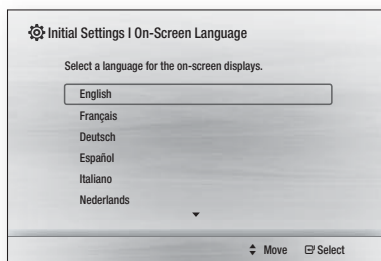 Initial Settings I On-Screen Language
Select a language for the on-screen displays.
English
Français
Deutsch
Español
Italiano
Nederlands
Move Select